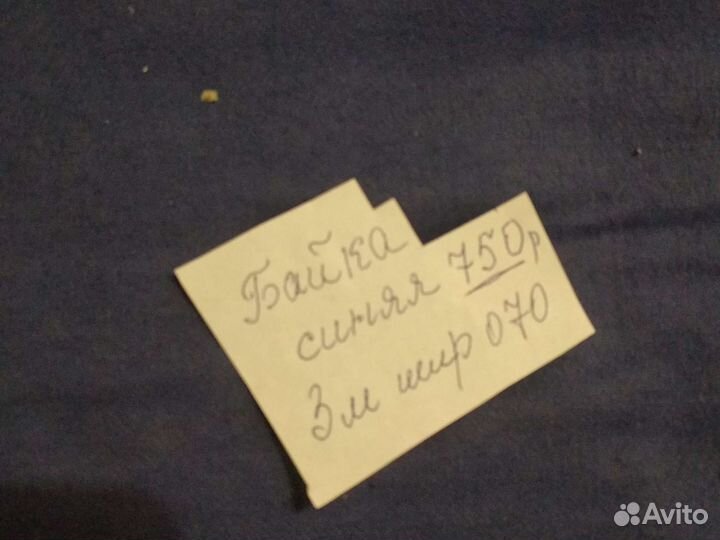 Байка
синяя 750р
3м шир 070
Avito